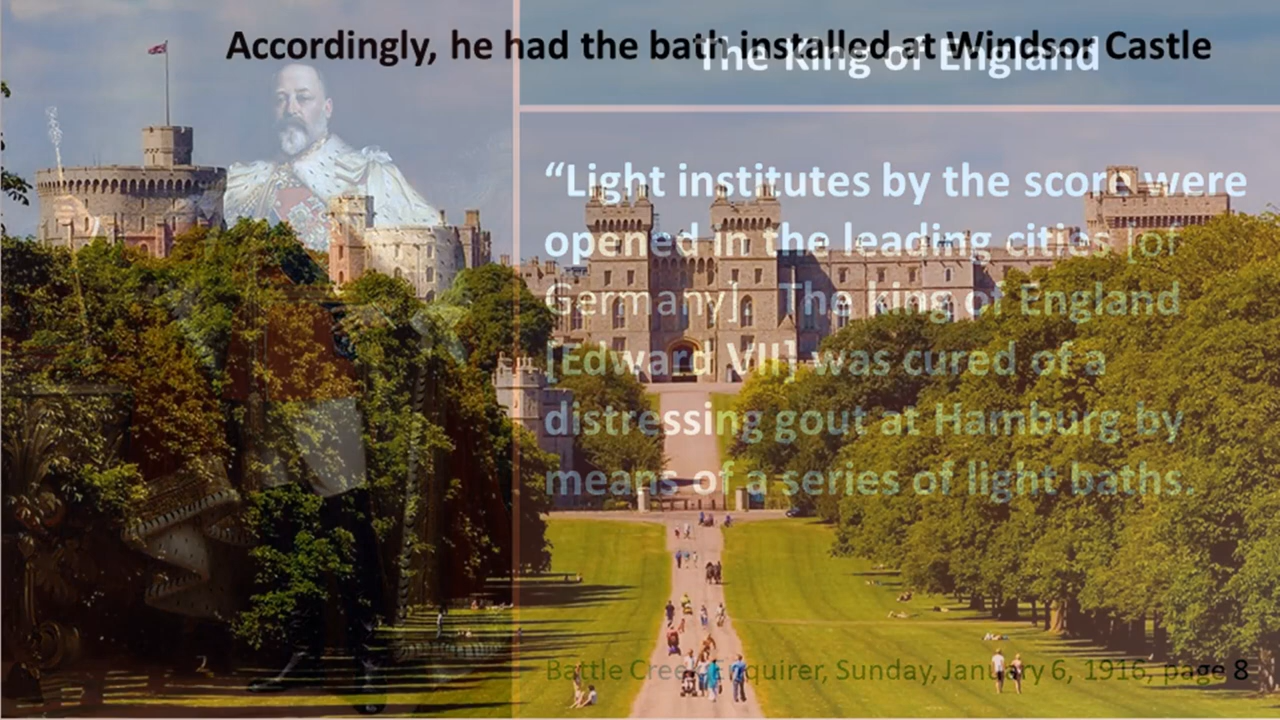 Accordingly, he had the bath installed at Windsor Castle
The King of England
“Light institutes by the score were
opened in the leading cities [of
Germany]. The king of England
[Edward VII] was cured of a
distressing gout at Hamburg by
means of a series of light baths.
Battle Creek Enquirer, Sunday, January 6, 1916, page 8